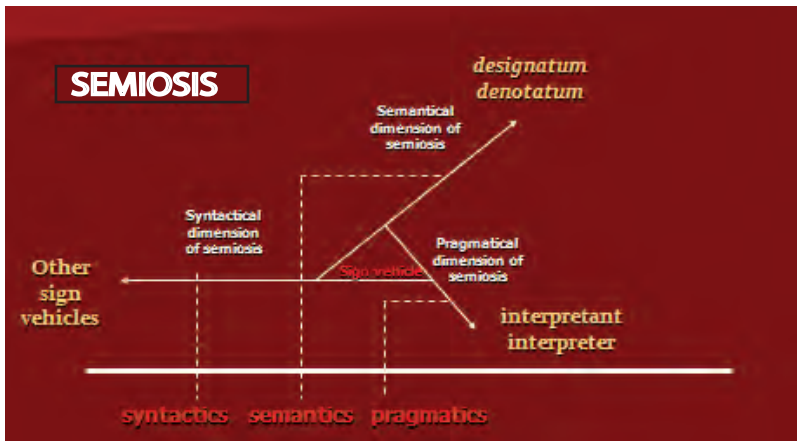 SEMIOSIS
designatum
denotatum
Semantical
dimension of
semiosis
Syntactical
dimension
of semiosis
Pragmatical
dimension of
semiosis
Other
sign
vehicles
Sign vehicle
interpretant
interpreter
syntactics semantics pragmatics